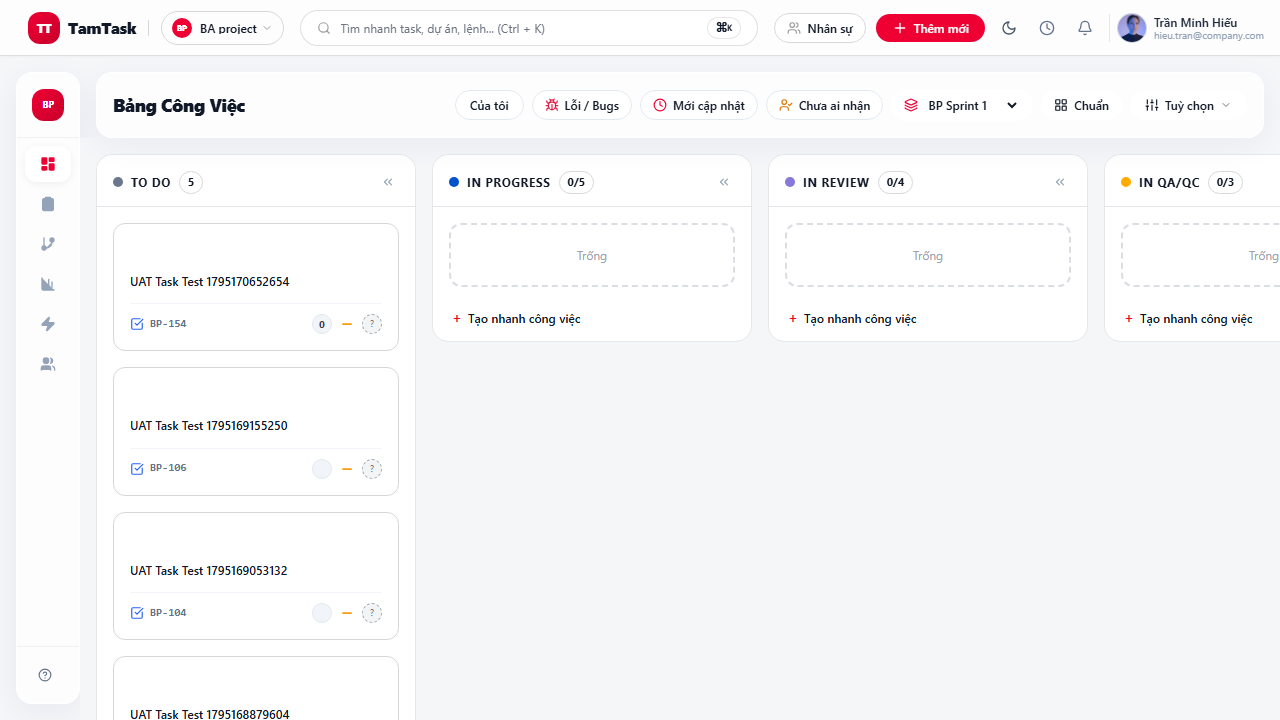 TT TamTask
BP BA project
Tìm nhanh task, dự án, lệnh... (Ctrl + K)
⌘K
Nhân sự
+ Thêm mới
Trần Minh Hiếu
hieu.tran@company.com
BP
Bảng Công Việc
Của tôi
Lỗi / Bugs
Mới cập nhật
Chưa ai nhận
BP Sprint 1
Chuẩn
Tuỳ chọn
TO DO 5
UAT Task Test 1795170652654
BP-154 0 ?
UAT Task Test 1795169155250
BP-106 ?
UAT Task Test 1795169053132
BP-104 ?
UAT Task Test 1795168879604
IN PROGRESS 0/5
Trống
+ Tạo nhanh công việc
IN REVIEW 0/4
Trống
+ Tạo nhanh công việc
IN QA/QC 0/3
Trống
+ Tạo nhanh công việc